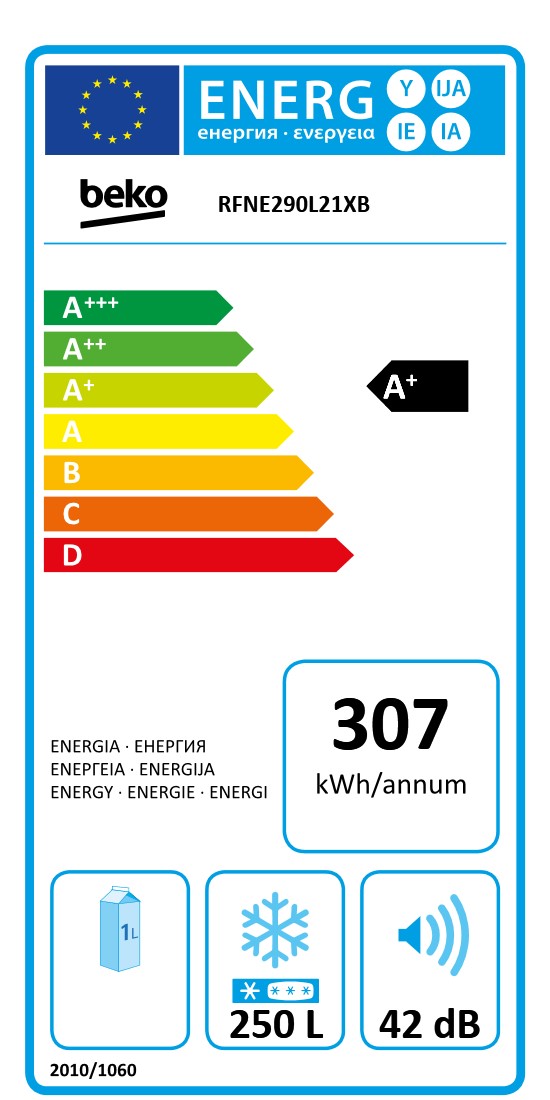 ENERG Y IJA
енергия · ενεργεια IE IA
beko RFNE290L21XB
A+++
A++
A+
A+
A
B
C
D
307
kWh/annum
ENERGIA · ЕНЕРГИЯ
ΕΝΕΡΓΕΙΑ · ENERGIJA
ENERGY · ENERGIE · ENERGI
1L
250 L
42 dB
2010/1060